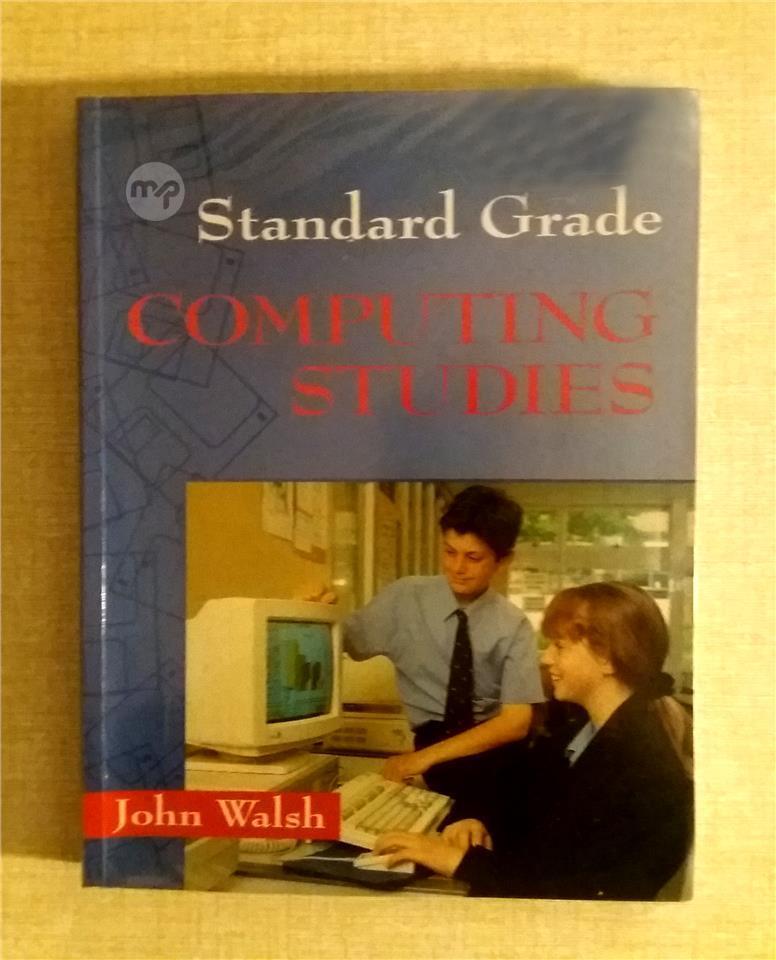 mp
Standard Grade
COMPUTING
STUDIES
John Walsh